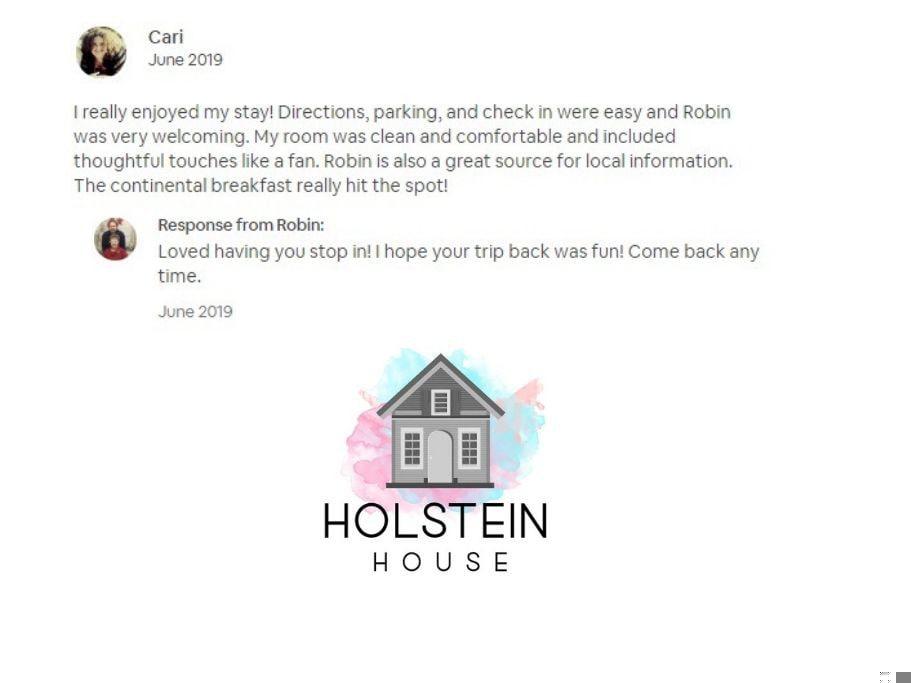 Cari
June 2019
I really enjoyed my stay! Directions, parking, and check in were easy and Robin
was very welcoming. My room was clean and comfortable and included
thoughtful touches like a fan. Robin is also a great source for local information.
The continental breakfast really hit the spot!
Response from Robin:
Loved having you stop in! I hope your trip back was fun! Come back any
time.
June 2019
HOLSTEIN
HOUSE